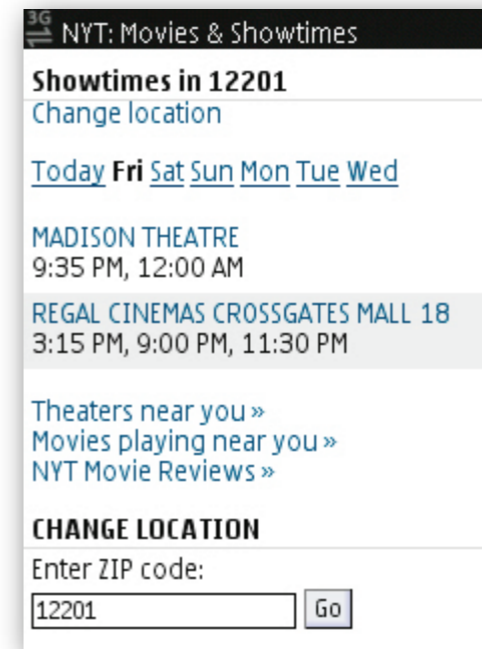 3G
NYT: Movies & Showtimes
Showtimes in 12201
Change location
Today Fri Sat Sun Mon Tue Wed
MADISON THEATRE
9:35 PM, 12:00 AM
REGAL CINEMAS CROSSGATES MALL 18
3:15 PM, 9:00 PM, 11:30 PM
Theaters near you »
Movies playing near you »
NYT Movie Reviews »
CHANGE LOCATION
Enter ZIP code:
12201 Go